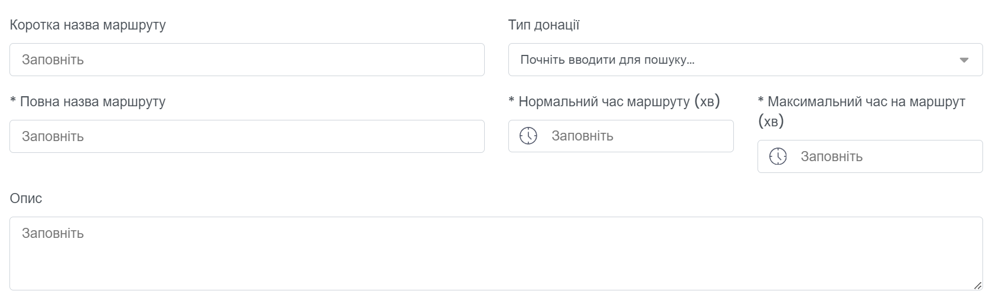 Коротка назва маршруту
Тип донації
Заповніть
Почніть вводити для пошуку...
* Повна назва маршруту
* Нормальний час маршруту (хв)
* Максимальний час на маршрут
(хв)
Заповніть
Заповніть
Заповніть
Опис
Заповніть